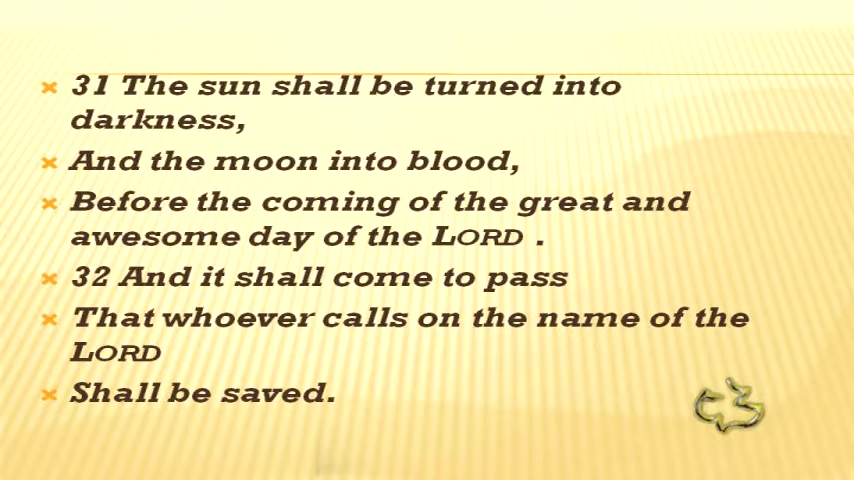 31 The sun shall be turned into
darkness,
And the moon into blood,
Before the coming of the great and
awesome day of the LORD .
32 And it shall come to pass
That whoever calls on the name of the
LORD
Shall be saved.